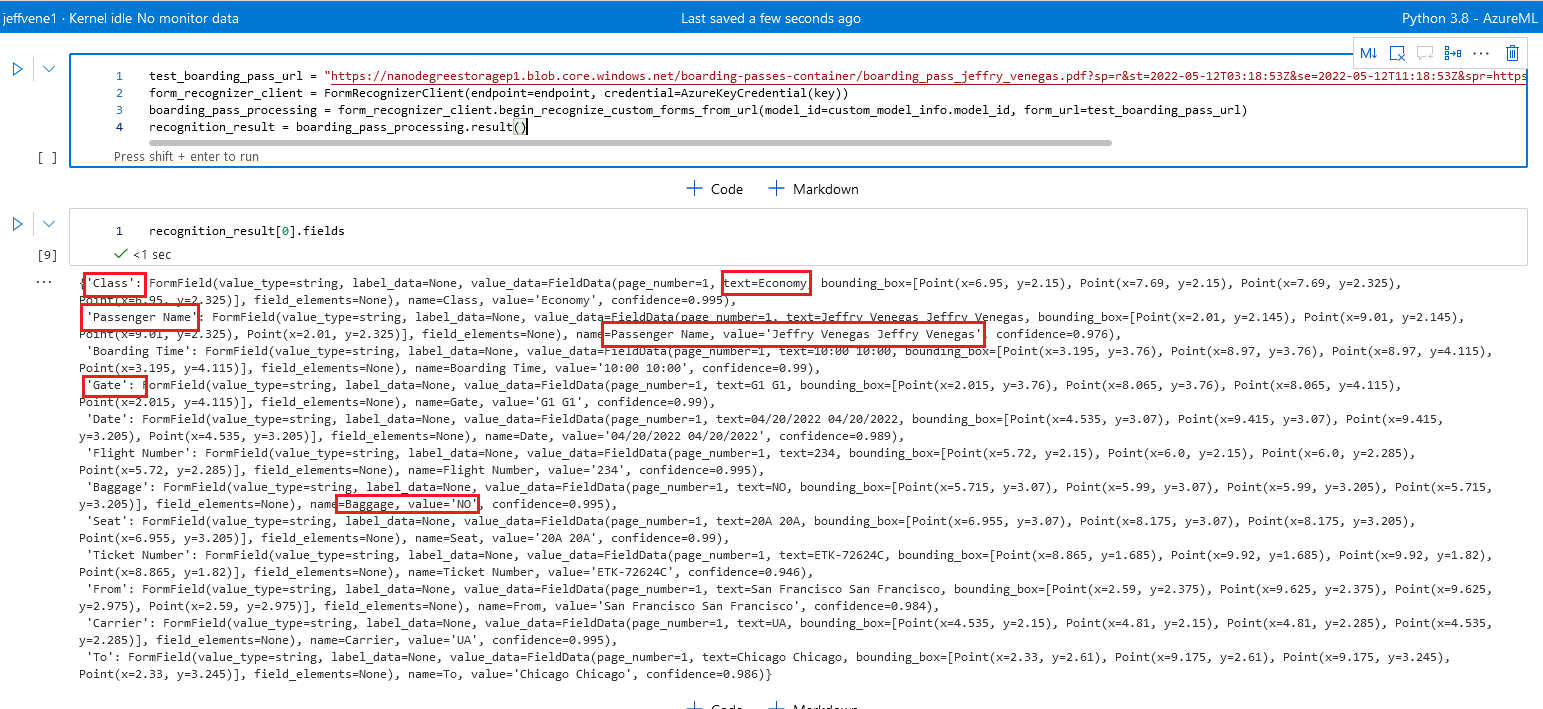 jeffvene1 · Kernel idle No monitor data
Last saved a few seconds ago
Python 3.8 - AzureML
M↓
1 test_boarding_pass_url = "https://nanodegreestoragep1.blob.core.windows.net/boarding-passes-container/boarding_pass_jeffry_venegas.pdf?sp=r&st=2022-05-12T03:18:53Z&se=2022-05-12T11:18:53Z&spr=https
2 form_recognizer_client = FormRecognizerClient(endpoint=endpoint, credential=AzureKeyCredential(key))
3 boarding_pass_processing = form_recognizer_client.begin_recognize_custom_forms_from_url(model_id=custom_model_info.model_id, form_url=test_boarding_pass_url)
4 recognition_result = boarding_pass_processing.result()
[ ]
Press shift + enter to run
+ Code + Markdown
1 recognition_result[0].fields
[9]
✓ <1 sec
{'Class': FormField(value_type=string, label_data=None, value_data=FieldData(page_number=1, text=Economy, bounding_box=[Point(x=6.95, y=2.15), Point(x=7.69, y=2.15), Point(x=7.69, y=2.325),
Point(x=6.95, y=2.325)], field_elements=None), name=Class, value='Economy', confidence=0.995),
'Passenger Name': FormField(value_type=string, label_data=None, value_data=FieldData(page_number=1, text=Jeffry Venegas Jeffry Venegas, bounding_box=[Point(x=2.01, y=2.145), Point(x=9.01, y=2.145),
Point(x=9.01, y=2.325), Point(x=2.01, y=2.325)], field_elements=None), name=Passenger Name, value='Jeffry Venegas Jeffry Venegas', confidence=0.976),
'Boarding Time': FormField(value_type=string, label_data=None, value_data=FieldData(page_number=1, text=10:00 10:00, bounding_box=[Point(x=3.195, y=3.76), Point(x=8.97, y=3.76), Point(x=8.97, y=4.115),
Point(x=3.195, y=4.115)], field_elements=None), name=Boarding Time, value='10:00 10:00', confidence=0.99),
'Gate': FormField(value_type=string, label_data=None, value_data=FieldData(page_number=1, text=G1 G1, bounding_box=[Point(x=2.015, y=3.76), Point(x=8.065, y=3.76), Point(x=8.065, y=4.115),
Point(x=2.015, y=4.115)], field_elements=None), name=Gate, value='G1 G1', confidence=0.99),
'Date': FormField(value_type=string, label_data=None, value_data=FieldData(page_number=1, text=04/20/2022 04/20/2022, bounding_box=[Point(x=4.535, y=3.07), Point(x=9.415, y=3.07), Point(x=9.415,
y=3.205), Point(x=4.535, y=3.205)], field_elements=None), name=Date, value='04/20/2022 04/20/2022', confidence=0.989),
'Flight Number': FormField(value_type=string, label_data=None, value_data=FieldData(page_number=1, text=234, bounding_box=[Point(x=5.72, y=2.15), Point(x=6.0, y=2.15), Point(x=6.0, y=2.285),
Point(x=5.72, y=2.285)], field_elements=None), name=Flight Number, value='234', confidence=0.995),
'Baggage': FormField(value_type=string, label_data=None, value_data=FieldData(page_number=1, text=NO, bounding_box=[Point(x=5.715, y=3.07), Point(x=5.99, y=3.07), Point(x=5.99, y=3.205), Point(x=5.715,
y=3.205)], field_elements=None), name=Baggage, value='NO', confidence=0.995),
'Seat': FormField(value_type=string, label_data=None, value_data=FieldData(page_number=1, text=20A 20A, bounding_box=[Point(x=6.955, y=3.07), Point(x=8.175, y=3.07), Point(x=8.175, y=3.205),
Point(x=6.955, y=3.205)], field_elements=None), name=Seat, value='20A 20A', confidence=0.99),
'Ticket Number': FormField(value_type=string, label_data=None, value_data=FieldData(page_number=1, text=ETK-72624C, bounding_box=[Point(x=8.865, y=1.685), Point(x=9.92, y=1.685), Point(x=9.92, y=1.82),
Point(x=8.865, y=1.82)], field_elements=None), name=Ticket Number, value='ETK-72624C', confidence=0.946),
'From': FormField(value_type=string, label_data=None, value_data=FieldData(page_number=1, text=San Francisco San Francisco, bounding_box=[Point(x=2.59, y=2.375), Point(x=9.625, y=2.375), Point(x=9.625,
y=2.975), Point(x=2.59, y=2.975)], field_elements=None), name=From, value='San Francisco San Francisco', confidence=0.984),
'Carrier': FormField(value_type=string, label_data=None, value_data=FieldData(page_number=1, text=UA, bounding_box=[Point(x=4.535, y=2.15), Point(x=4.81, y=2.15), Point(x=4.81, y=2.285), Point(x=4.535,
y=2.285)], field_elements=None), name=Carrier, value='UA', confidence=0.995),
'To': FormField(value_type=string, label_data=None, value_data=FieldData(page_number=1, text=Chicago Chicago, bounding_box=[Point(x=2.33, y=2.61), Point(x=9.175, y=2.61), Point(x=9.175, y=3.245),
Point(x=2.33, y=3.245)], field_elements=None), name=To, value='Chicago Chicago', confidence=0.986)}
+ Code + Markdown